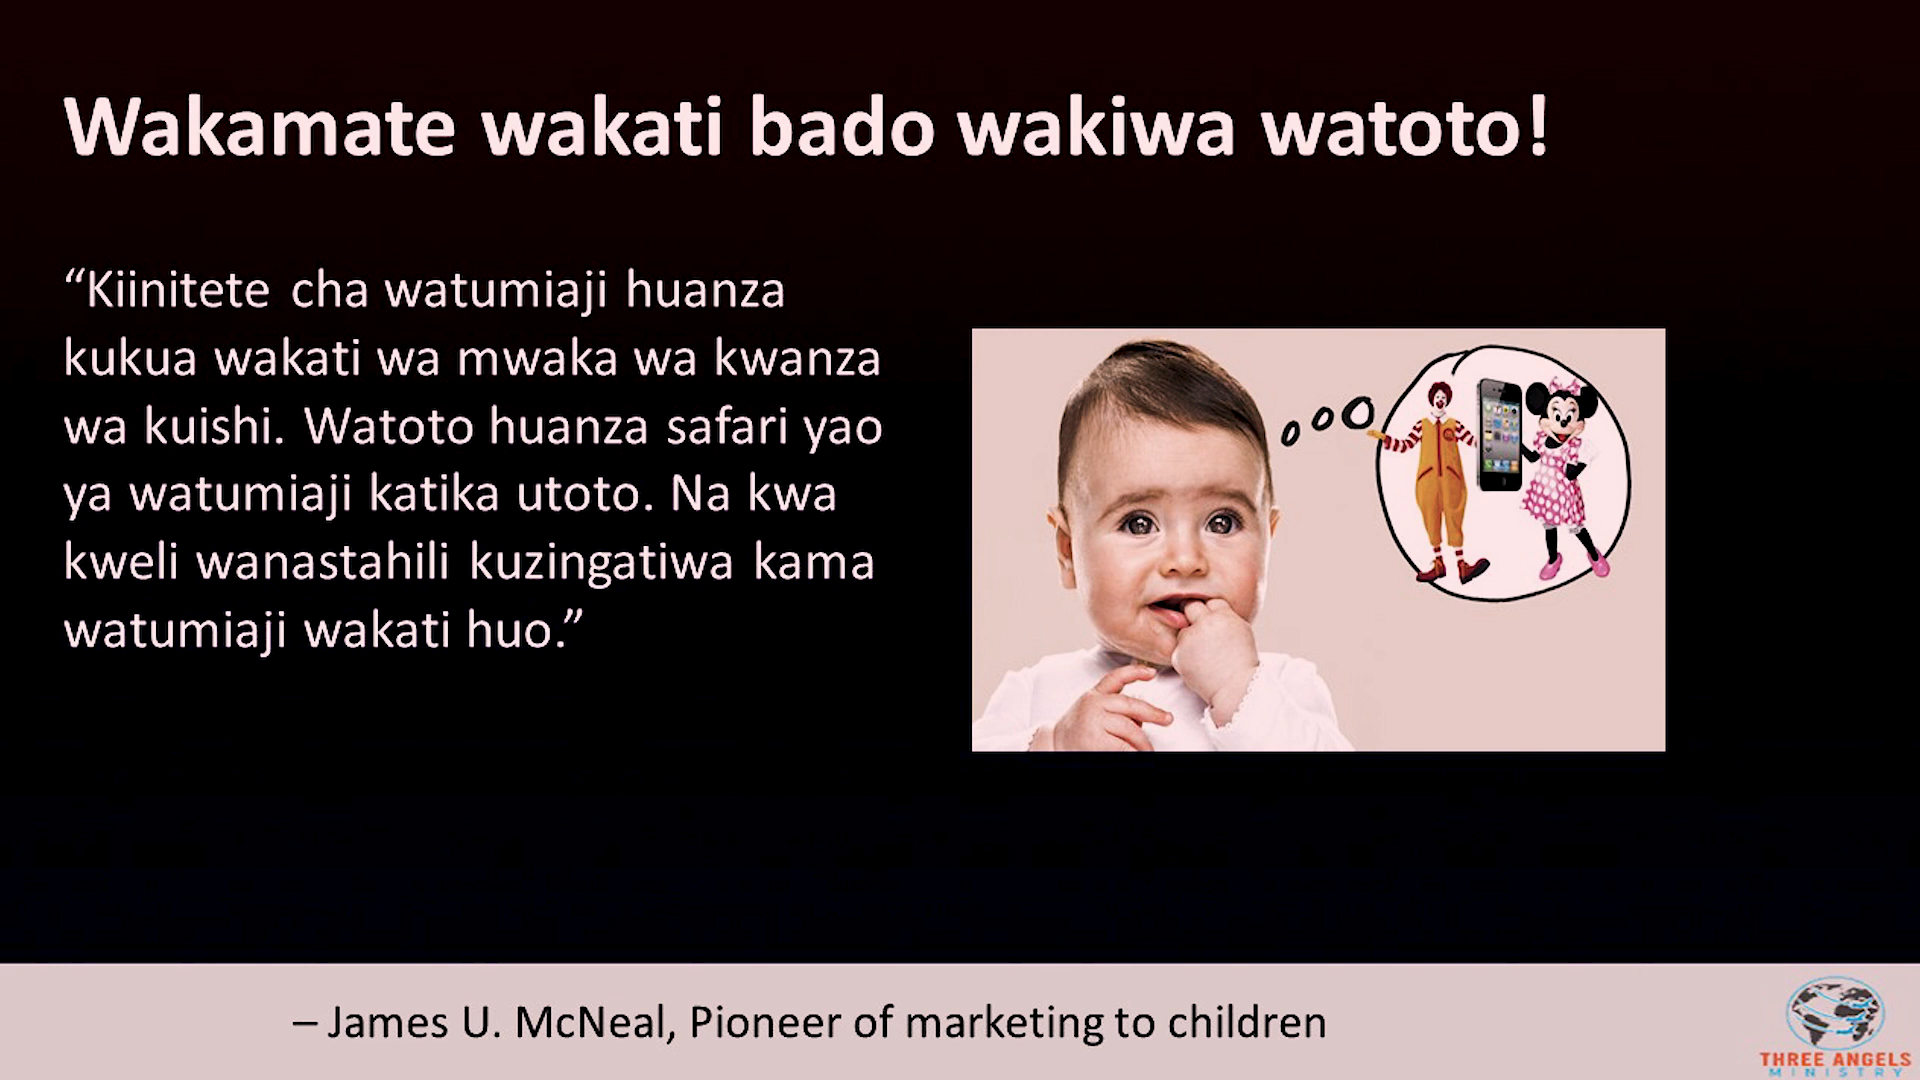 Wakamate wakati bado wakiwa watoto!
“Kiinitete cha watumiaji huanza
kukua wakati wa mwaka wa kwanza
wa kuishi. Watoto huanza safari yao
ya watumiaji katika utoto. Na kwa
kweli wanastahili kuzingatiwa kama
watumiaji wakati huo.”
– James U. McNeal, Pioneer of marketing to children
THREE ANGELS
MINISTRY